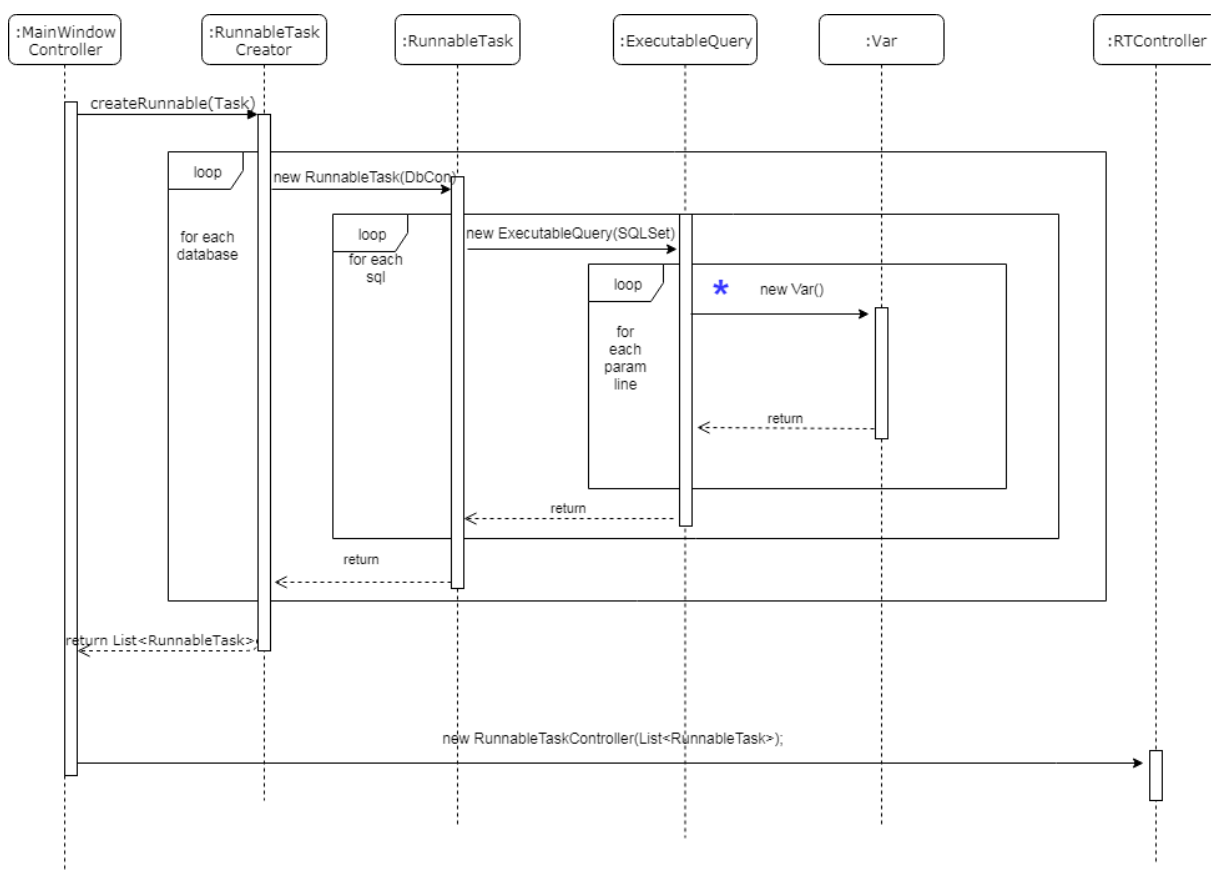 :MainWindow
Controller
:RunnableTask
Creator
:RunnableTask
:ExecutableQuery
:Var
:RTController
createRunnable(Task)
loop
new RunnableTask(DbCon)
for each
database
loop
new ExecutableQuery(SQLSet)
for each
sql
loop
* new Var()
for
each
param
line
return
return
return
return List<RunnableTask>;
new RunnableTaskController(List<RunnableTask>);